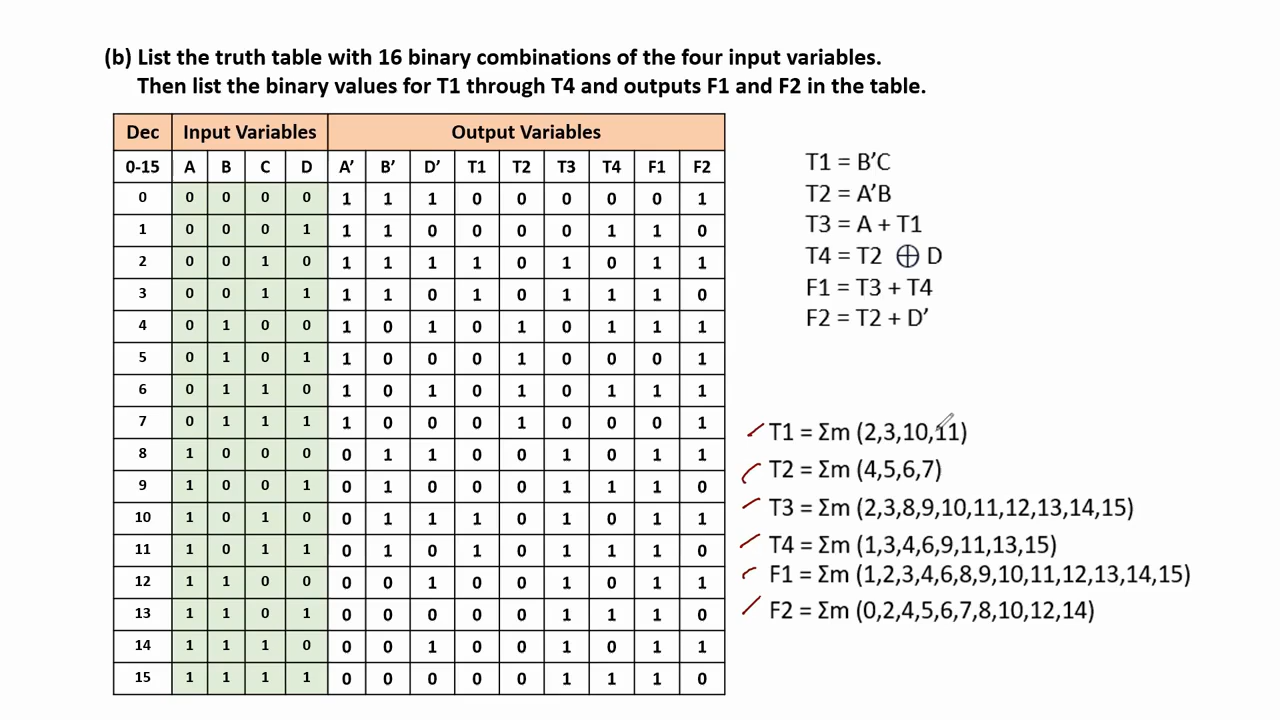 (b) List the truth table with 16 binary combinations of the four input variables.
Then list the binary values for T1 through T4 and outputs F1 and F2 in the table.
Dec Input Variables Output Variables
0-15 A B C D A’ B’ D’ T1 T2 T3 T4 F1 F2
0 0 0 0 0 1 1 1 0 0 0 0 0 1
1 0 0 0 1 1 1 0 0 0 0 1 1 0
2 0 0 1 0 1 1 1 1 0 1 0 1 1
3 0 0 1 1 1 1 0 1 0 1 1 1 0
4 0 1 0 0 1 0 1 0 1 0 1 1 1
5 0 1 0 1 1 0 0 0 1 0 0 0 1
6 0 1 1 0 1 0 1 0 1 0 1 1 1
7 0 1 1 1 1 0 0 0 1 0 0 0 1
8 1 0 0 0 0 1 1 0 0 1 0 1 1
9 1 0 0 1 0 1 0 0 0 1 1 1 0
10 1 0 1 0 0 1 1 1 0 1 0 1 1
11 1 0 1 1 0 1 0 1 0 1 1 1 0
12 1 1 0 0 0 0 1 0 0 1 0 1 1
13 1 1 0 1 0 0 0 0 0 1 1 1 0
14 1 1 1 0 0 0 1 0 0 1 0 1 1
15 1 1 1 1 0 0 0 0 0 1 1 1 0
T1 = B’C
T2 = A’B
T3 = A + T1
T4 = T2 ⊕ D
F1 = T3 + T4
F2 = T2 + D’
T1 = Σm (2,3,10,11)
T2 = Σm (4,5,6,7)
T3 = Σm (2,3,8,9,10,11,12,13,14,15)
T4 = Σm (1,3,4,6,9,11,13,15)
F1 = Σm (1,2,3,4,6,8,9,10,11,12,13,14,15)
F2 = Σm (0,2,4,5,6,7,8,10,12,14)